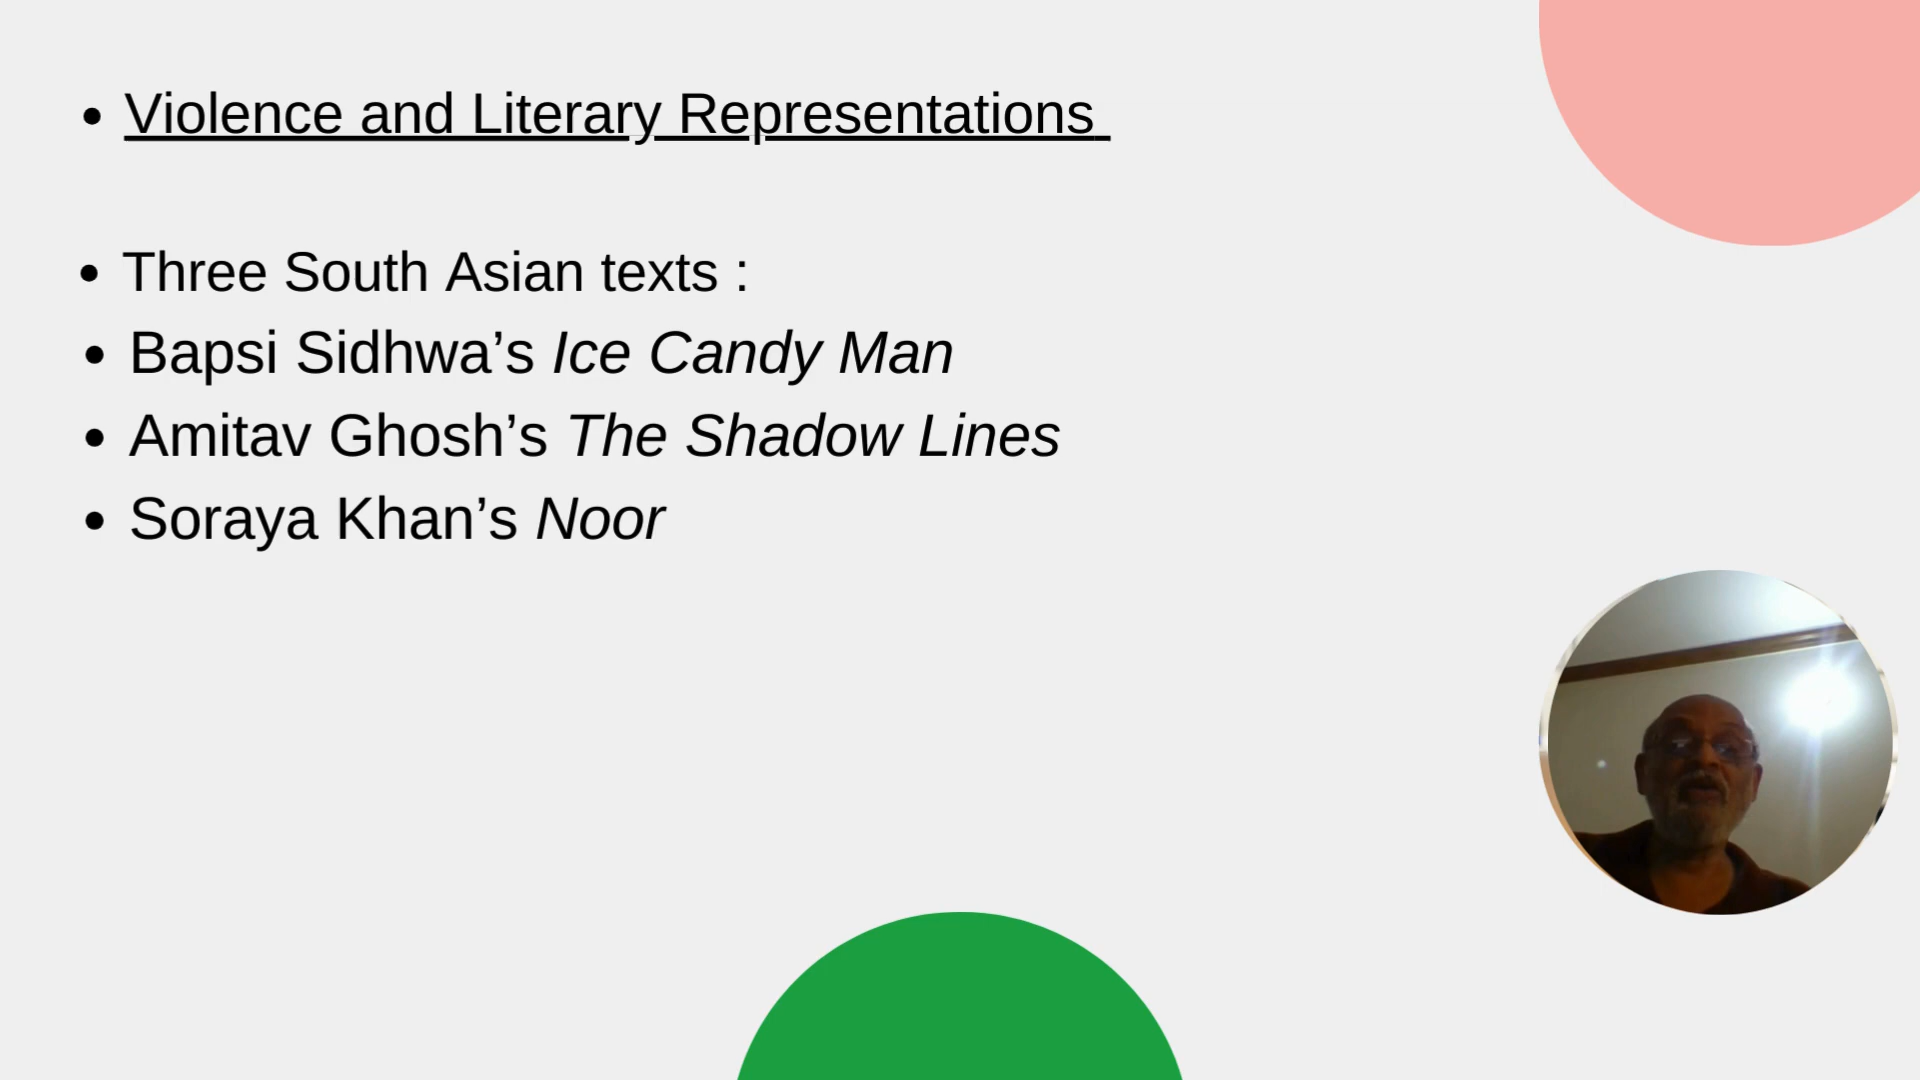 • Violence and Literary Representations
• Three South Asian texts :
• Bapsi Sidhwa’s Ice Candy Man
• Amitav Ghosh’s The Shadow Lines
• Soraya Khan’s Noor